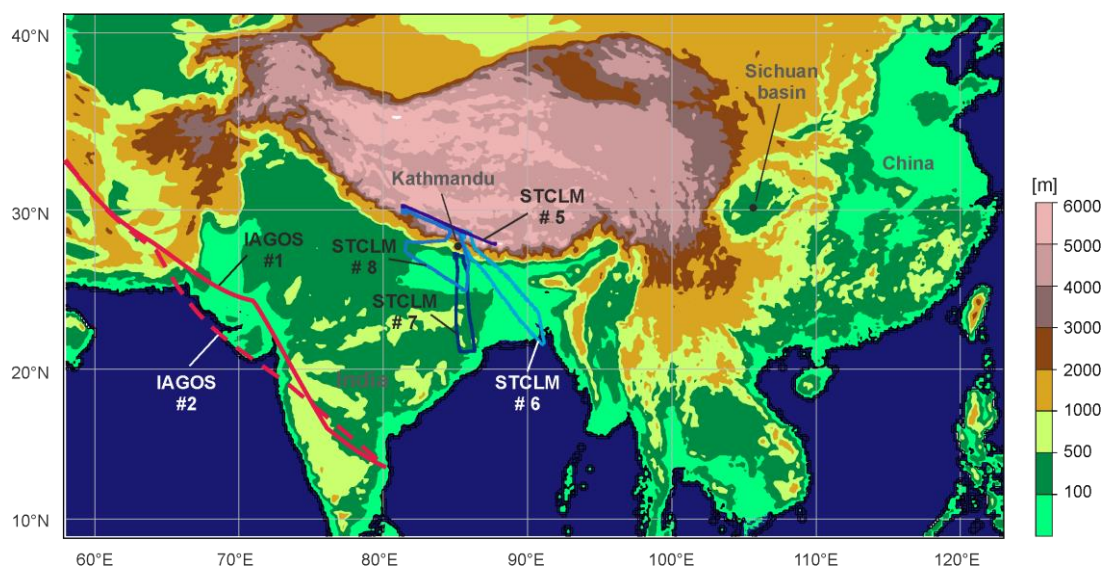 40°N
30°N
20°N
10°N
60°E
70°E
80°E
90°E
100°E
110°E
120°E
Sichuan
basin
China
Kathmandu
STCLM
# 5
IAGOS
#1
STCLM
# 8
STCLM
# 7
IAGOS
#2
India
STCLM
# 6
[m]
6000
5000
4000
3000
2000
1000
500
100